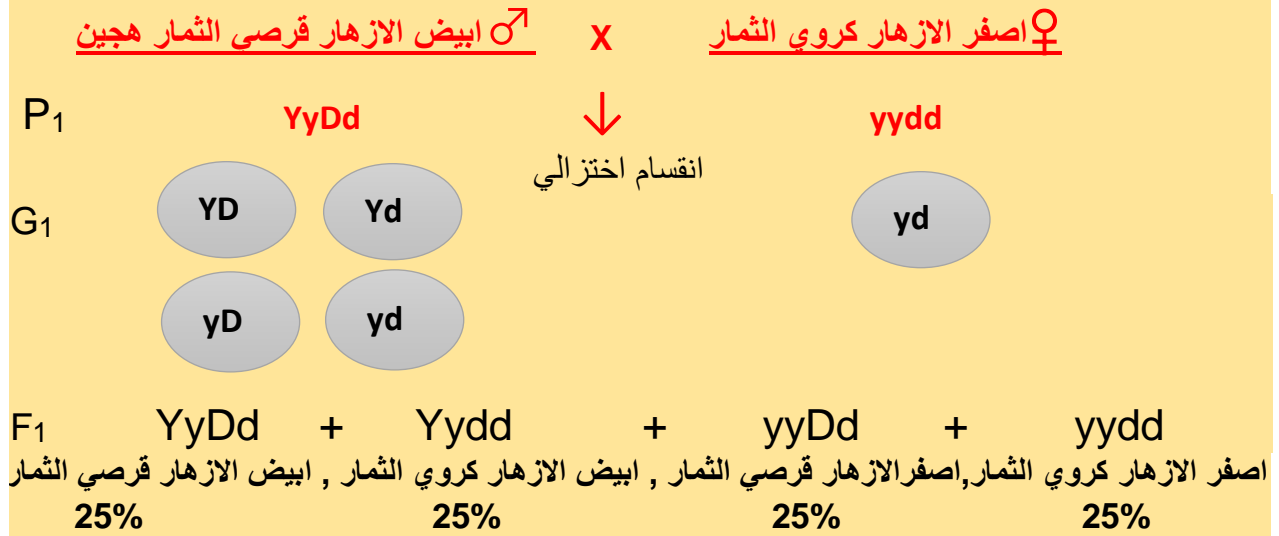 ♂ ابيض الازهار قرصي الثمار هجين X ♀ اصفر الازهار كروي الثمار
P1 YyDd ↓ yydd
انقسام اختزالي
G1 YD Yd yd
yD yd
F1 YyDd + Yydd + yyDd + yydd
اصفر الازهار كروي الثمار,اصفرالازهار قرصي الثمار , ابيض الازهار كروي الثمار , ابيض الازهار قرصي الثمار
25% 25% 25% 25%